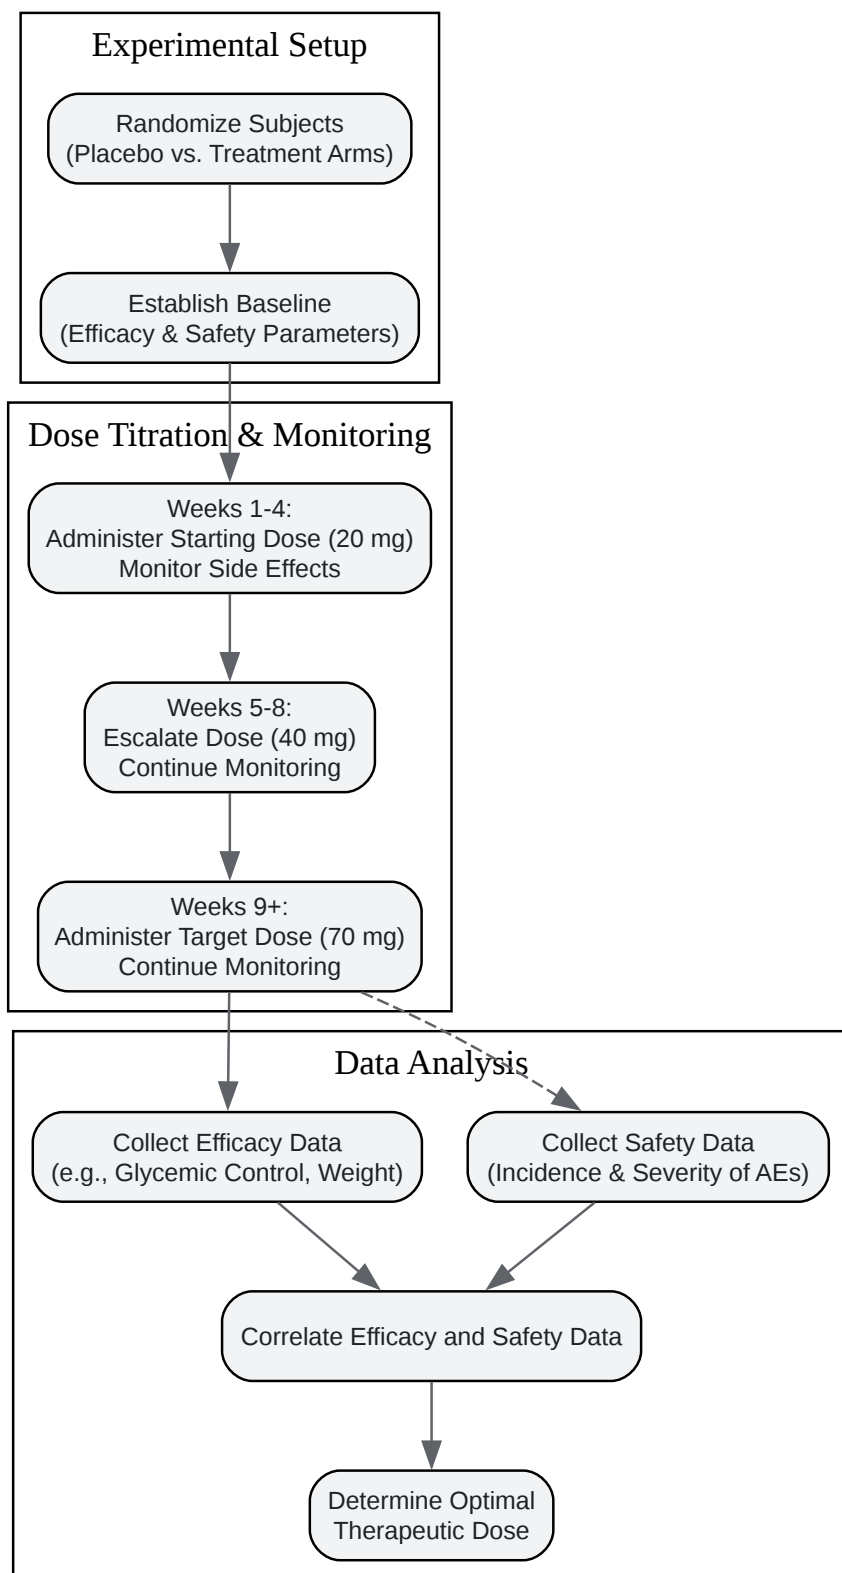 Experimental Setup
Randomize Subjects
(Placebo vs. Treatment Arms)
Establish Baseline
(Efficacy & Safety Parameters)
Dose Titration & Monitoring
Weeks 1-4:
Administer Starting Dose (20 mg)
Monitor Side Effects
Weeks 5-8:
Escalate Dose (40 mg)
Continue Monitoring
Weeks 9+:
Administer Target Dose (70 mg)
Continue Monitoring
Data Analysis
Collect Efficacy Data
(e.g., Glycemic Control, Weight)
Collect Safety Data
(Incidence & Severity of AEs)
Correlate Efficacy and Safety Data
Determine Optimal
Therapeutic Dose